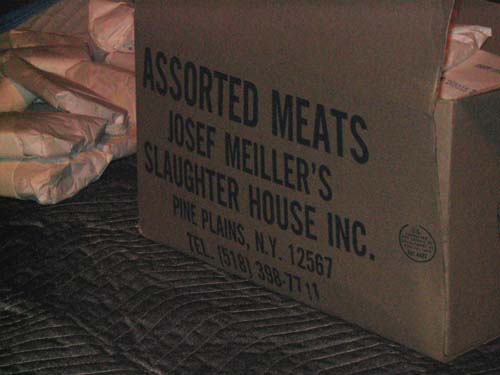 ASSORTED MEATS
JOSEF MEILLER'S
SLAUGHTER HOUSE INC.
PINE PLAINS, N.Y. 12567
TEL. (518) 398-7711